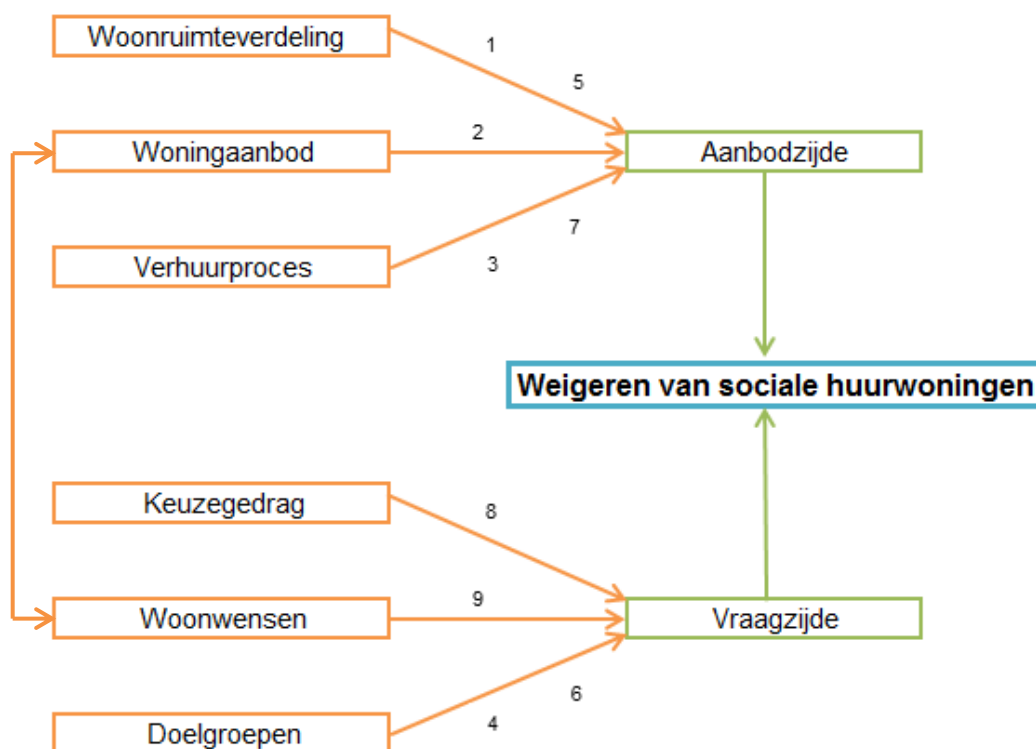 Woonruimteverdeling
1
5
Woningaanbod
2
Aanbodzijde
7
Verhuurproces
3
Weigeren van sociale huurwoningen
Keuzegedrag
8
Woonwensen
9
Vraagzijde
6
Doelgroepen
4